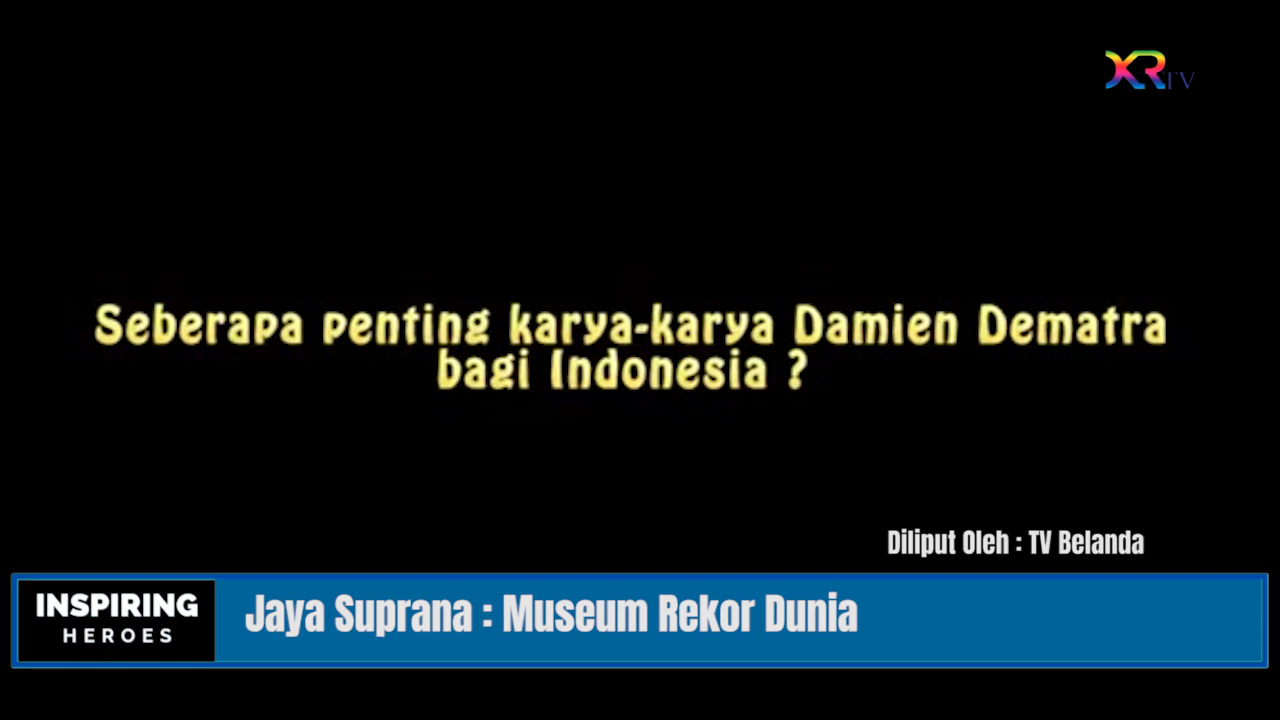 XRTV
Seberapa penting karya-karya Damien Dematra
bagi Indonesia ?
Diliput Oleh : TV Belanda
INSPIRING
HEROES
Jaya Suprana : Museum Rekor Dunia